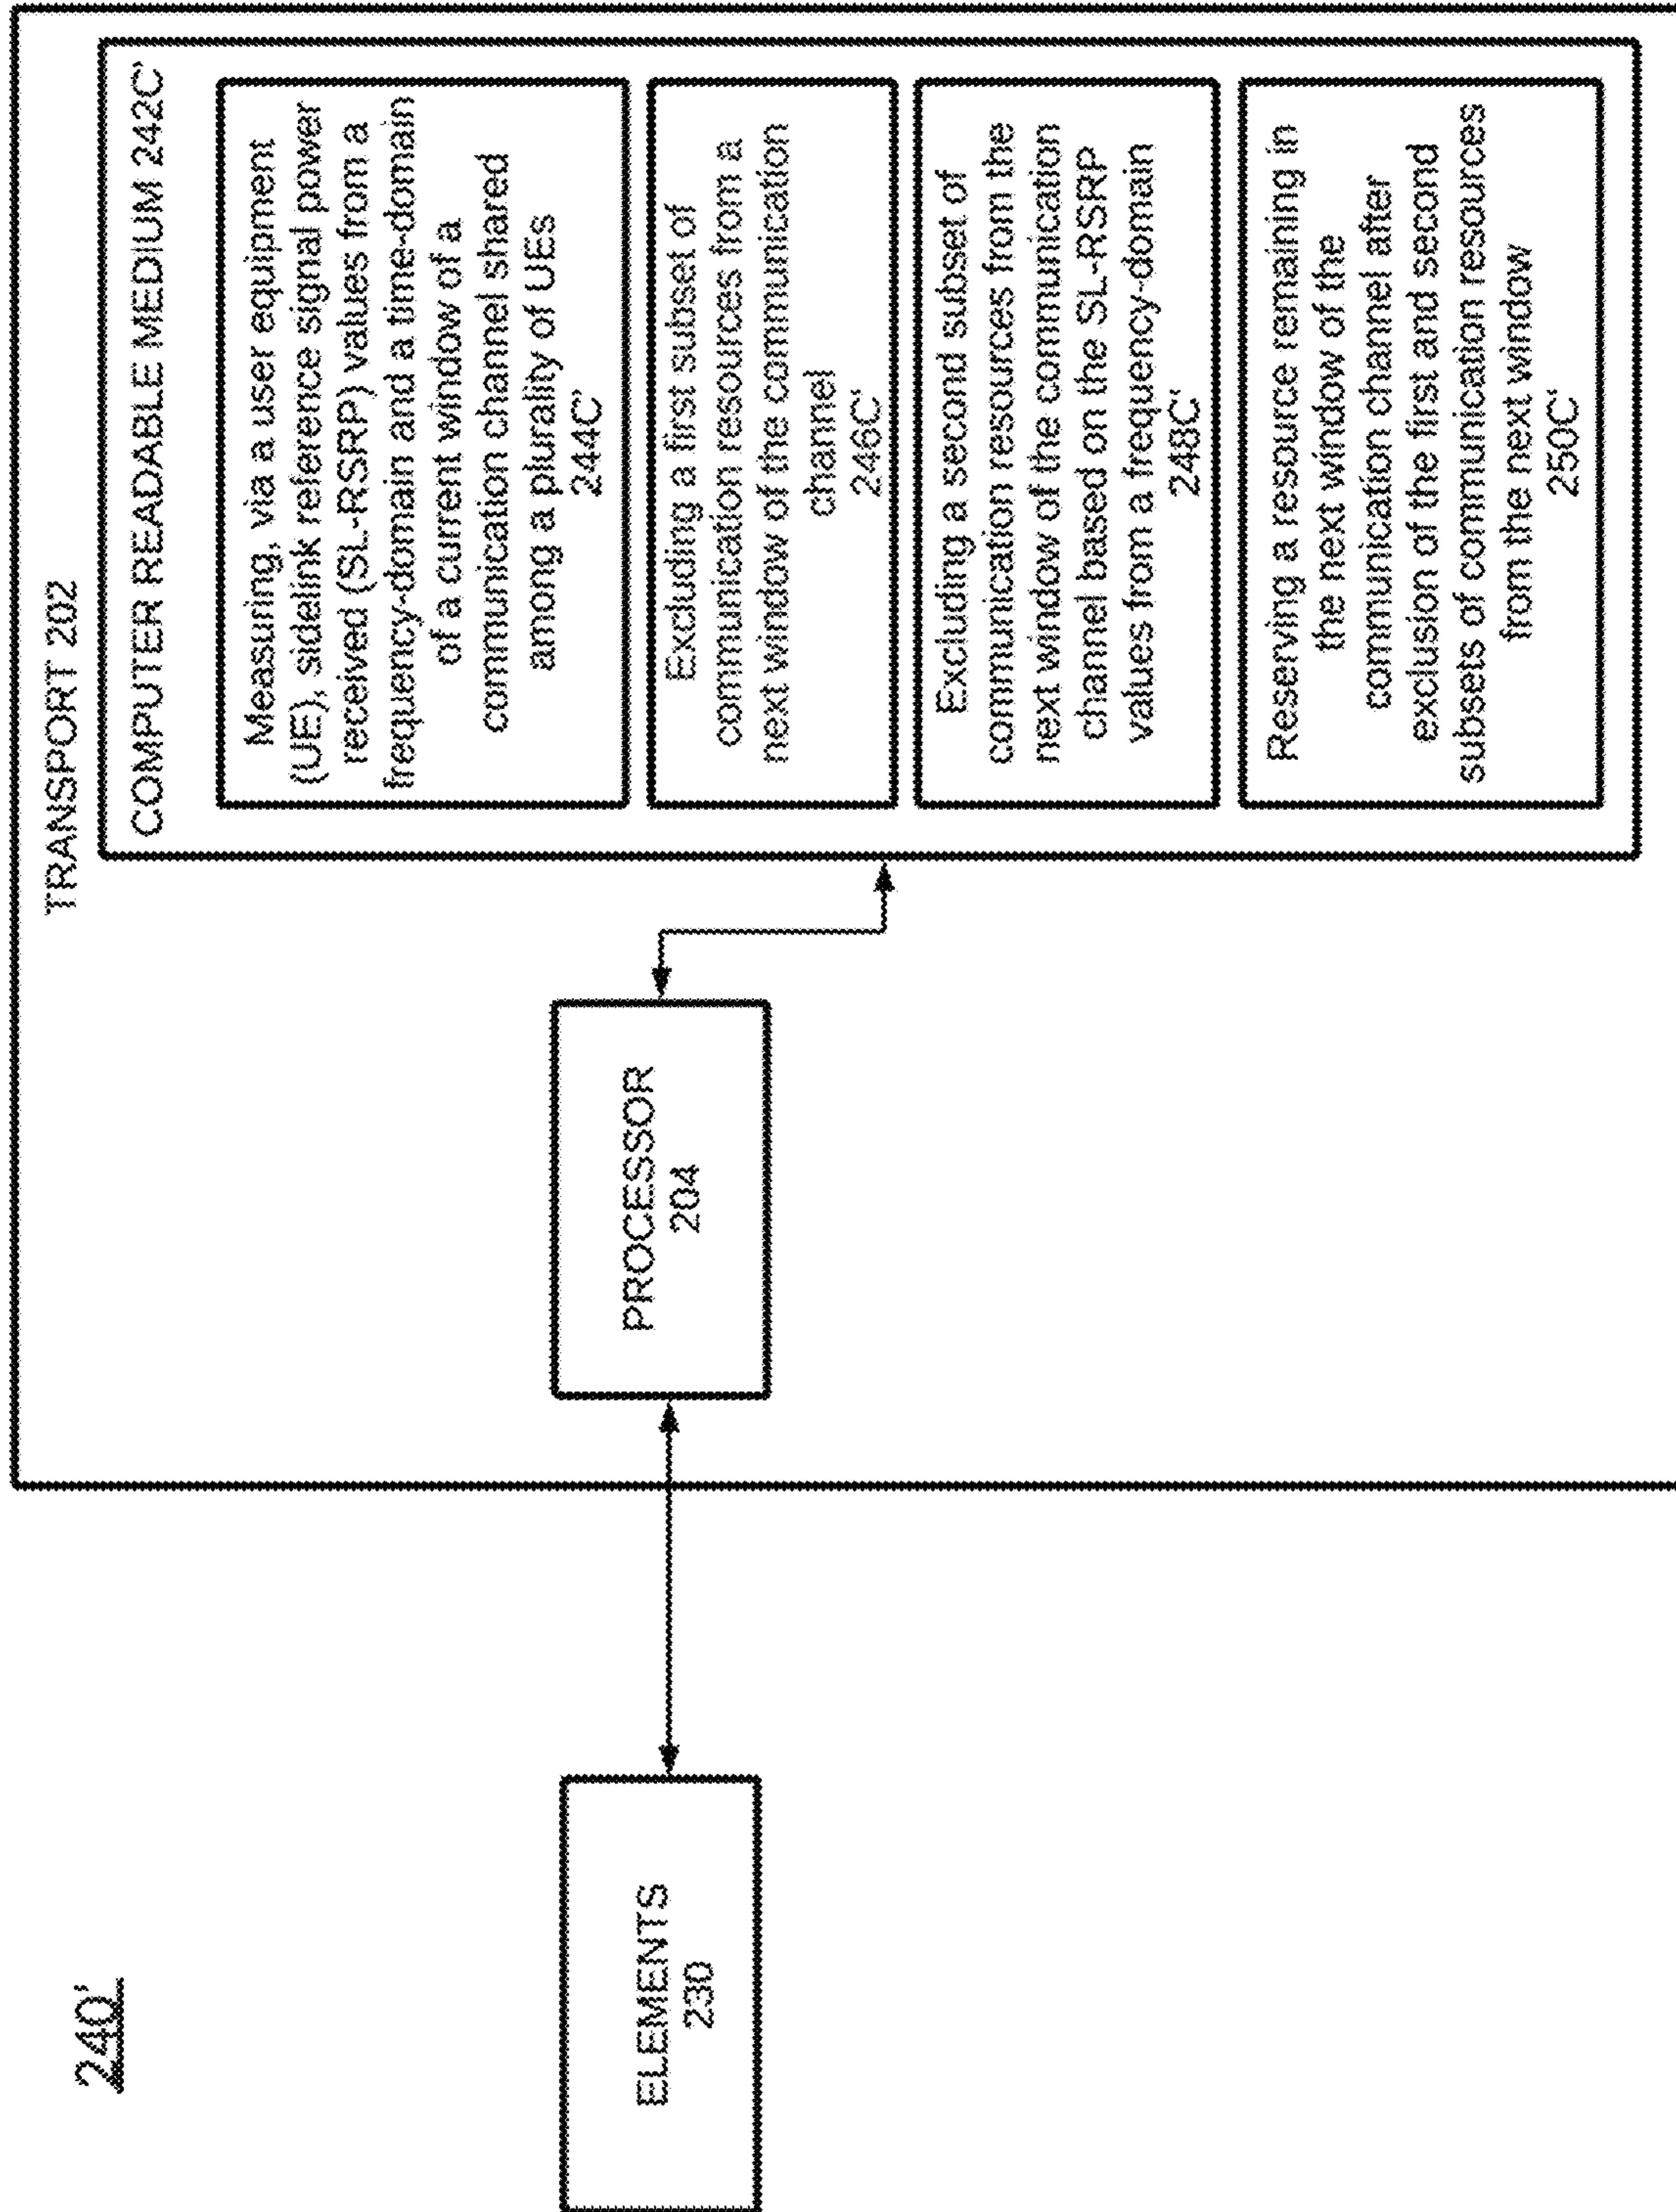 240'
TRANSPORT 202
COMPUTER READABLE MEDIUM 242C'
Measuring, via a user equipment
(UE), sidelink reference signal power
received (SL-RSRP) values from a
frequency-domain and a time-domain
of a current window of a
communication channel shared
among a plurality of UEs
244C'
Excluding a first subset of
communication resources from a
next window of the communication
channel
246C'
Excluding a second subset of
communication resources from the
next window of the communication
channel based on the SL-RSRP
values from a frequency-domain
248C'
Reserving a resource remaining in
the next window of the
communication channel after
exclusion of the first and second
subsets of communication resources
from the next window
250C'
PROCESSOR
204
ELEMENTS
230